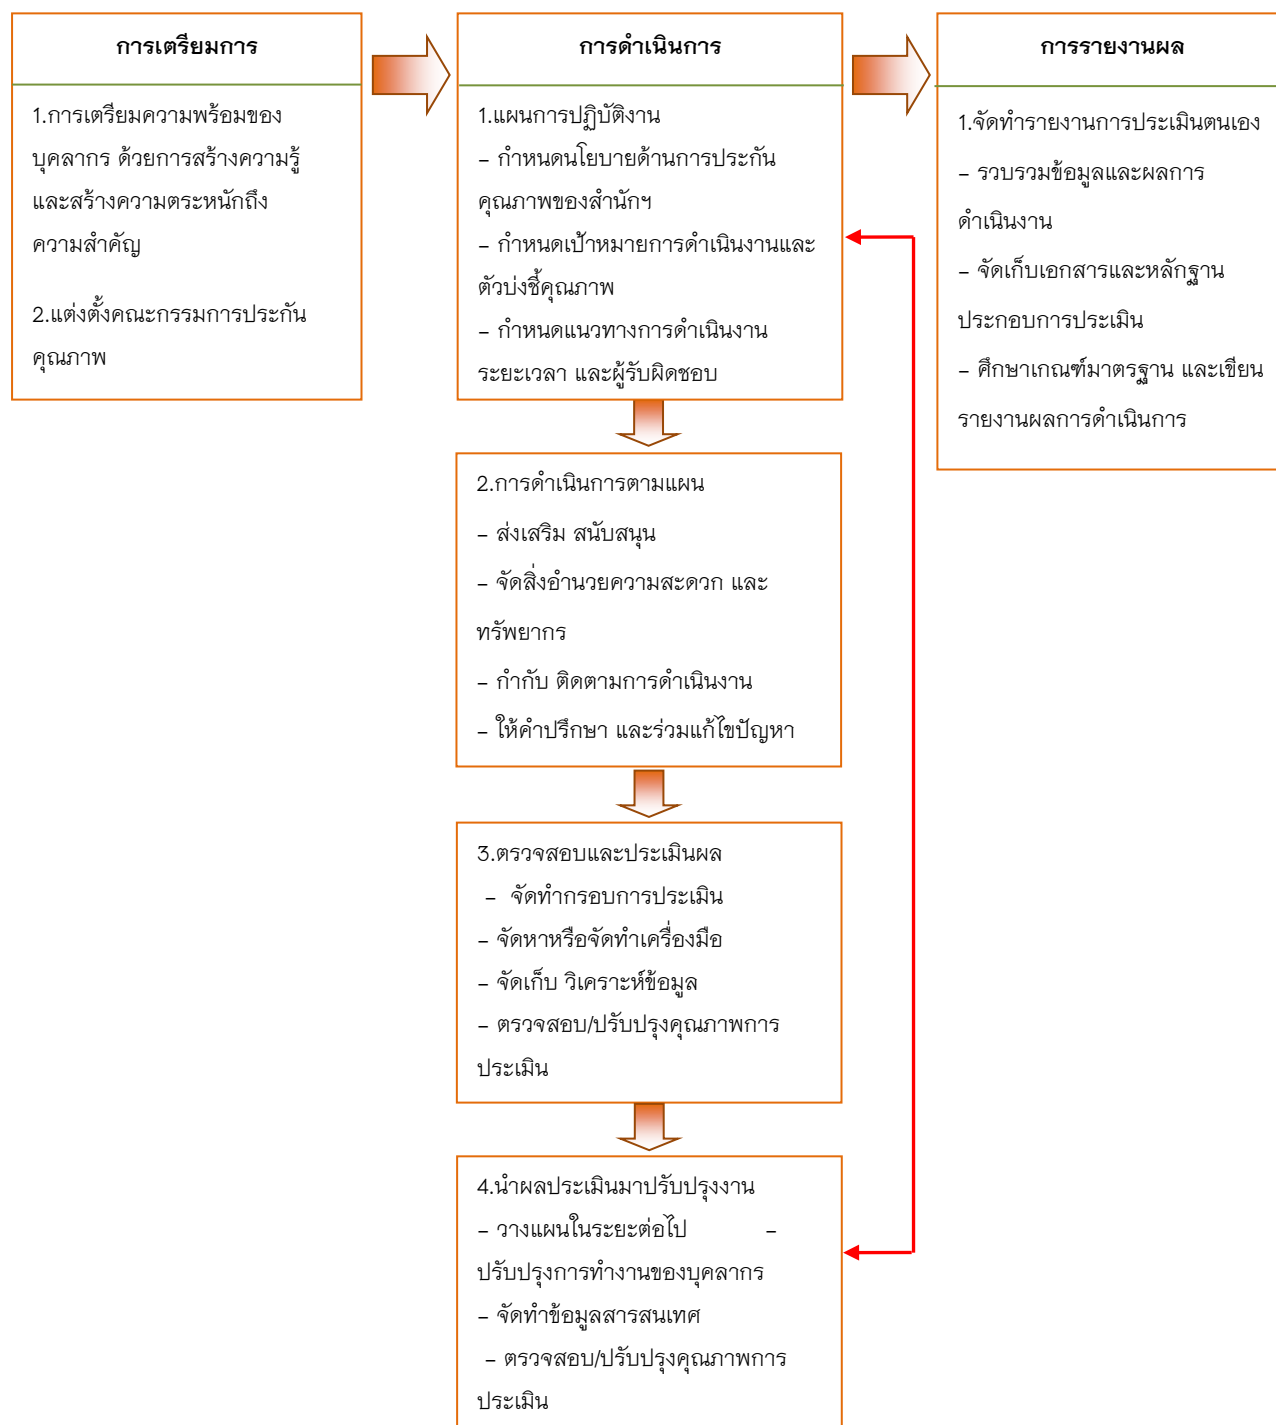 การเตรียมการ
1.การเตรียมความพร้อมของ
บุคลากร ด้วยการสร้างความรู้
และสร้างความตระหนักถึง
ความสำคัญ
2.แต่งตั้งคณะกรรมการประกัน
คุณภาพ
การดำเนินการ
1.แผนการปฏิบัติงาน
– กำหนดนโยบายด้านการประกัน
คุณภาพของสำนักฯ
– กำหนดเป้าหมายการดำเนินงานและ
ตัวบ่งชี้คุณภาพ
– กำหนดแนวทางการดำเนินงาน
ระยะเวลา และผู้รับผิดชอบ
2.การดำเนินการตามแผน
– ส่งเสริม สนับสนุน
– จัดสิ่งอำนวยความสะดวก และ
ทรัพยากร
– กำกับ ติดตามการดำเนินงาน
– ให้คำปรึกษา และร่วมแก้ไขปัญหา
3.ตรวจสอบและประเมินผล
– จัดทำกรอบการประเมิน
– จัดหาหรือจัดทำเครื่องมือ
– จัดเก็บ วิเคราะห์ข้อมูล
– ตรวจสอบ/ปรับปรุงคุณภาพการ
ประเมิน
4.นำผลประเมินมาปรับปรุงงาน
– วางแผนในระยะต่อไป –
ปรับปรุงการทำงานของบุคลากร
– จัดทำข้อมูลสารสนเทศ
– ตรวจสอบ/ปรับปรุงคุณภาพการ
ประเมิน
การรายงานผล
1.จัดทำรายงานการประเมินตนเอง
– รวบรวมข้อมูลและผลการ
ดำเนินงาน
– จัดเก็บเอกสารและหลักฐาน
ประกอบการประเมิน
– ศึกษาเกณฑ์มาตรฐาน และเขียน
รายงานผลการดำเนินการ